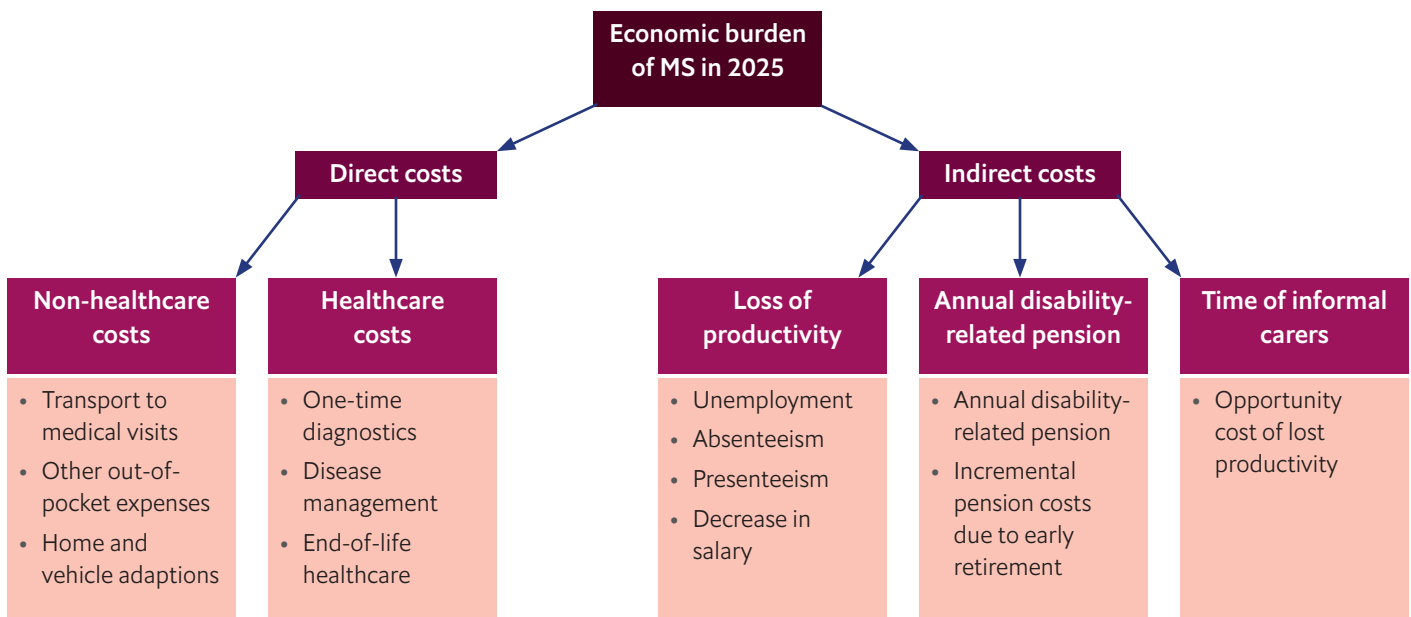 Economic burden
of MS in 2025
Direct costs
Indirect costs
Non-healthcare
costs
• Transport to
medical visits
• Other out-of-
pocket expenses
• Home and
vehicle adaptions
Healthcare
costs
• One-time
diagnostics
• Disease
management
• End-of-life
healthcare
Loss of
productivity
• Unemployment
• Absenteeism
• Presenteeism
• Decrease in
salary
Annual disability-
related pension
• Annual disability-
related pension
• Incremental
pension costs
due to early
retirement
Time of informal
carers
• Opportunity
cost of lost
productivity